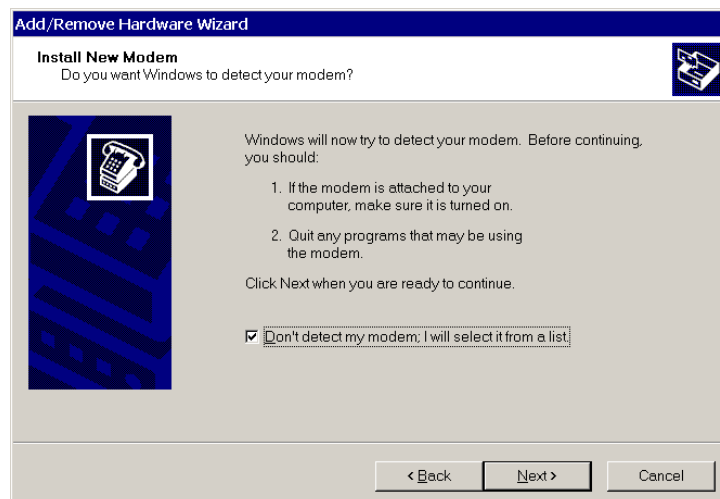 Add/Remove Hardware Wizard
Install New Modem
Do you want Windows to detect your modem?
Windows will now try to detect your modem. Before continuing,
you should:
1. If the modem is attached to your
computer, make sure it is turned on.
2. Quit any programs that may be using
the modem.
Click Next when you are ready to continue.
Don't detect my modem; I will select it from a list.
< Back
Next >
Cancel